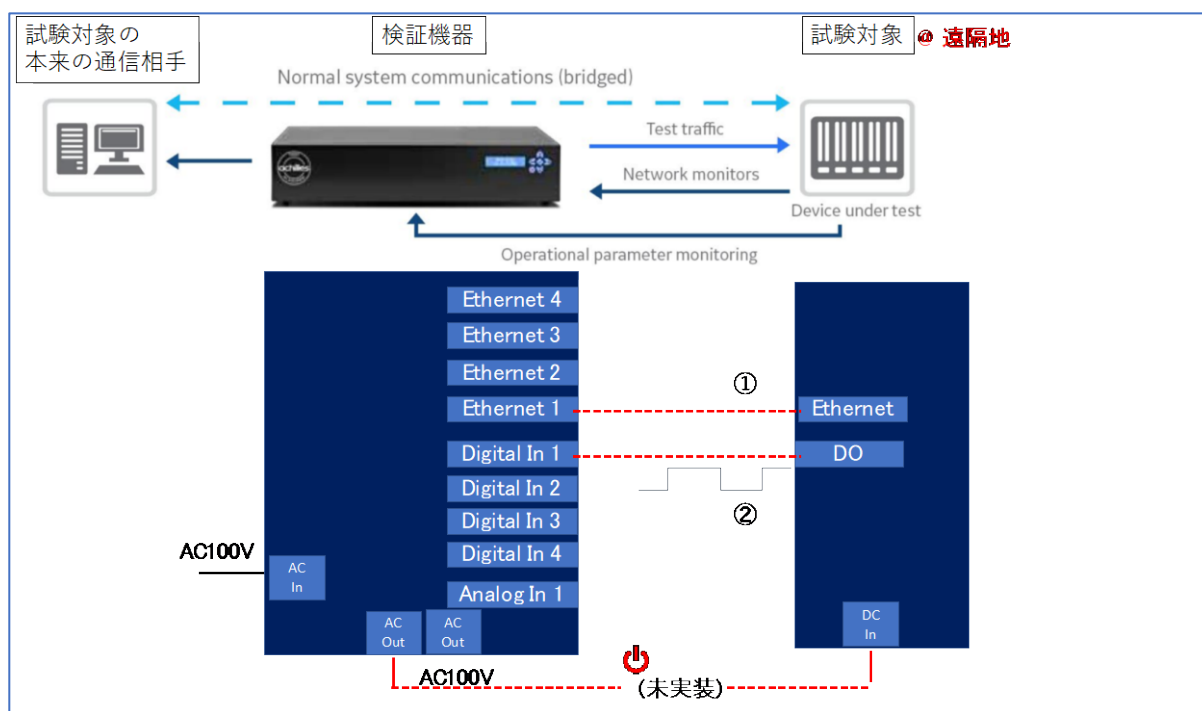 試験対象の
本来の通信相手
検証機器
試験対象
@ 遠隔地
Normal system communications (bridged)
achilles
Test traffic
Network monitors
Device under test
Operational parameter monitoring
Ethernet 4
Ethernet 3
Ethernet 2
Ethernet 1
Digital In 1
Digital In 2
Digital In 3
Digital In 4
Analog In 1
①
Ethernet
DO
②
AC100V
AC
In
AC
Out
AC
Out
DC
In
AC100V
(未実装)